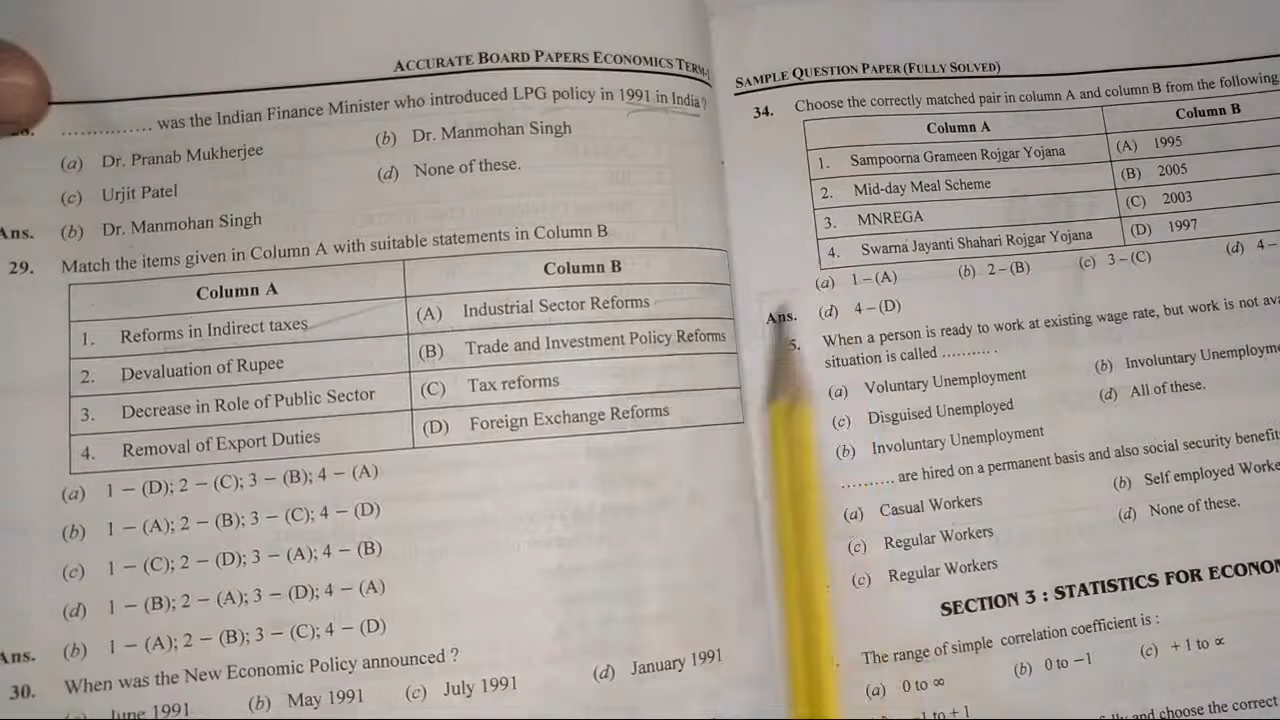 ACCURATE BOARD PAPERS ECONOMICS TERM-
.............. was the Indian Finance Minister who introduced LPG policy in 1991 in India?
(a) Dr. Pranab Mukherjee (b) Dr. Manmohan Singh
(c) Urjit Patel (d) None of these.
Ans. (b) Dr. Manmohan Singh
29. Match the items given in Column A with suitable statements in Column B
Column A Column B
1. Reforms in Indirect taxes (A) Industrial Sector Reforms
2. Devaluation of Rupee (B) Trade and Investment Policy Reforms
3. Decrease in Role of Public Sector (C) Tax reforms
4. Removal of Export Duties (D) Foreign Exchange Reforms
(a) 1 – (D); 2 – (C); 3 – (B); 4 – (A)
(b) 1 – (A); 2 – (B); 3 – (C); 4 – (D)
(c) 1 – (C); 2 – (D); 3 – (A); 4 – (B)
(d) 1 – (B); 2 – (A); 3 – (D); 4 – (A)
Ans. (b) 1 – (A); 2 – (B); 3 – (C); 4 – (D)
30. When was the New Economic Policy announced ?
June 1991 (b) May 1991 (c) July 1991 (d) January 1991
SAMPLE QUESTION PAPER (FULLY SOLVED)
34. Choose the correctly matched pair in column A and column B from the following
Column A Column B
1. Sampoorna Grameen Rojgar Yojana (A) 1995
2. Mid-day Meal Scheme (B) 2005
3. MNREGA (C) 2003
4. Swarna Jayanti Shahari Rojgar Yojana (D) 1997
(a) 1 – (A) (b) 2 – (B) (c) 3 – (C) (d) 4 –
Ans. (d) 4 – (D)
5. When a person is ready to work at existing wage rate, but work is not
situation is called .......... .
(a) Voluntary Unemployment (b) Involuntary
(c) Disguised Unemployed (d) All of these.
(b) Involuntary Unemployment
.......... are hired on a permanent basis and also social security
(a) Casual Workers (b) Self employed
(c) Regular Workers (d) None of these.
(c) Regular Workers
SECTION 3 : STATISTICS FOR
The range of simple correlation coefficient is :
(a) 0 to ∞ (b) 0 to –1 (c) + 1 to ∝
to + 1
and choose the correct